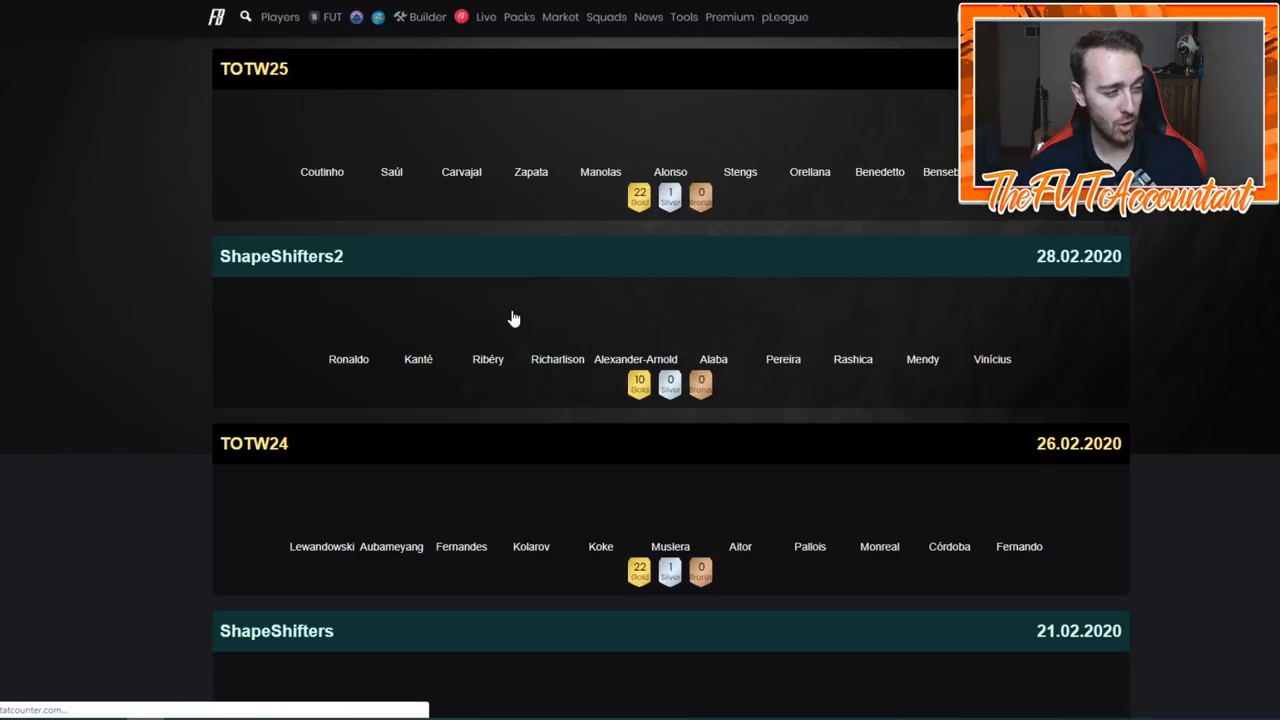 FB Players FUT Builder Live Packs Market Squads News Tools Premium pLeague
TheFUTAccountant
TOTW25
Coutinho Saúl Carvajal Zapata Manolas Alonso Stengs Orellana Benedetto
22 1 0
Gold Silver Bronze
ShapeShifters2 28.02.2020
Ronaldo Kanté Ribéry Richarlison Alexander-Arnold Alaba Pereira Rashica Mendy Vinícius
10 0 0
Gold Silver Bronze
TOTW24 26.02.2020
Lewandowski Aubameyang Fernandes Kolarov Koke Muslera Aitor Pallois Monreal Córdoba Fernando
22 1 0
Gold Silver Bronze
ShapeShifters 21.02.2020
tatcounter.com...